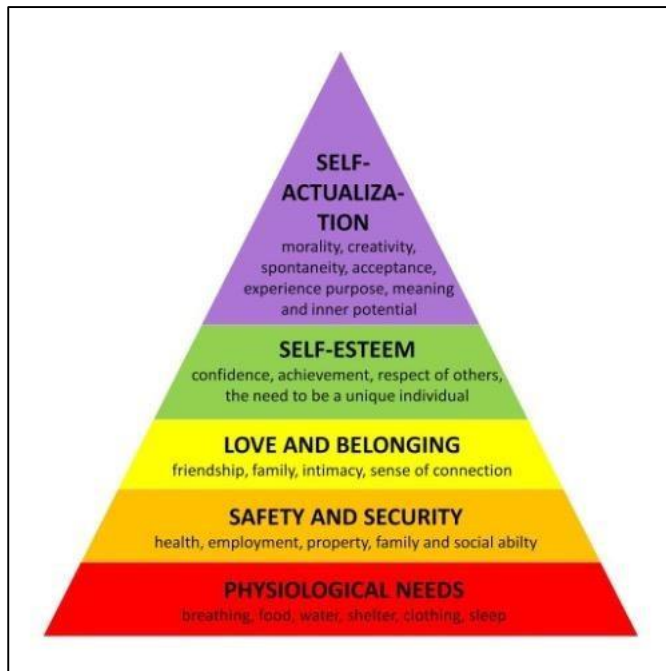 SELF-
ACTUALIZA-
TION
morality, creativity,
spontaneity, acceptance,
experience purpose, meaning
and inner potential
SELF-ESTEEM
confidence, achievement, respect of others,
the need to be a unique individual
LOVE AND BELONGING
friendship, family, intimacy, sense of connection
SAFETY AND SECURITY
health, employment, property, family and social abilty
PHYSIOLOGICAL NEEDS
breathing, food, water, shelter, clothing, sleep